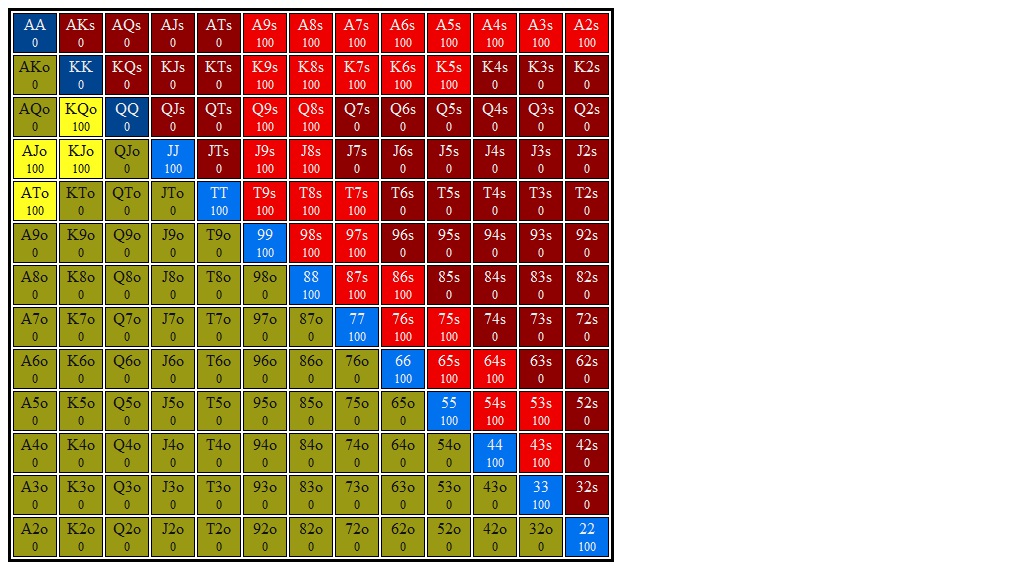 AA AKs AQs AJs ATs A9s A8s A7s A6s A5s A4s A3s A2s
0 0 0 0 0 100 100 100 100 100 100 100 100
AKo KK KQs KJs KTs K9s K8s K7s K6s K5s K4s K3s K2s
0 0 0 0 0 100 100 100 100 100 0 0 0
AQo KQo QQ QJs QTs Q9s Q8s Q7s Q6s Q5s Q4s Q3s Q2s
0 100 0 0 0 100 100 0 0 0 0 0 0
AJo KJo QJo JJ JTs J9s J8s J7s J6s J5s J4s J3s J2s
100 100 0 100 0 100 100 0 0 0 0 0 0
ATo KTo QTo JTo TT T9s T8s T7s T6s T5s T4s T3s T2s
100 0 0 0 100 100 100 100 0 0 0 0 0
A9o K9o Q9o J9o T9o 99 98s 97s 96s 95s 94s 93s 92s
0 0 0 0 0 100 100 100 0 0 0 0 0
A8o K8o Q8o J8o T8o 98o 88 87s 86s 85s 84s 83s 82s
0 0 0 0 0 0 100 100 100 0 0 0 0
A7o K7o Q7o J7o T7o 97o 87o 77 76s 75s 74s 73s 72s
0 0 0 0 0 0 0 100 100 100 0 0 0
A6o K6o Q6o J6o T6o 96o 86o 76o 66 65s 64s 63s 62s
0 0 0 0 0 0 0 0 100 100 100 0 0
A5o K5o Q5o J5o T5o 95o 85o 75o 65o 55 54s 53s 52s
0 0 0 0 0 0 0 0 0 100 100 100 0
A4o K4o Q4o J4o T4o 94o 84o 74o 64o 54o 44 43s 42s
0 0 0 0 0 0 0 0 0 0 100 100 0
A3o K3o Q3o J3o T3o 93o 83o 73o 63o 53o 43o 33 32s
0 0 0 0 0 0 0 0 0 0 0 100 0
A2o K2o Q2o J2o T2o 92o 82o 72o 62o 52o 42o 32o 22
0 0 0 0 0 0 0 0 0 0 0 0 100